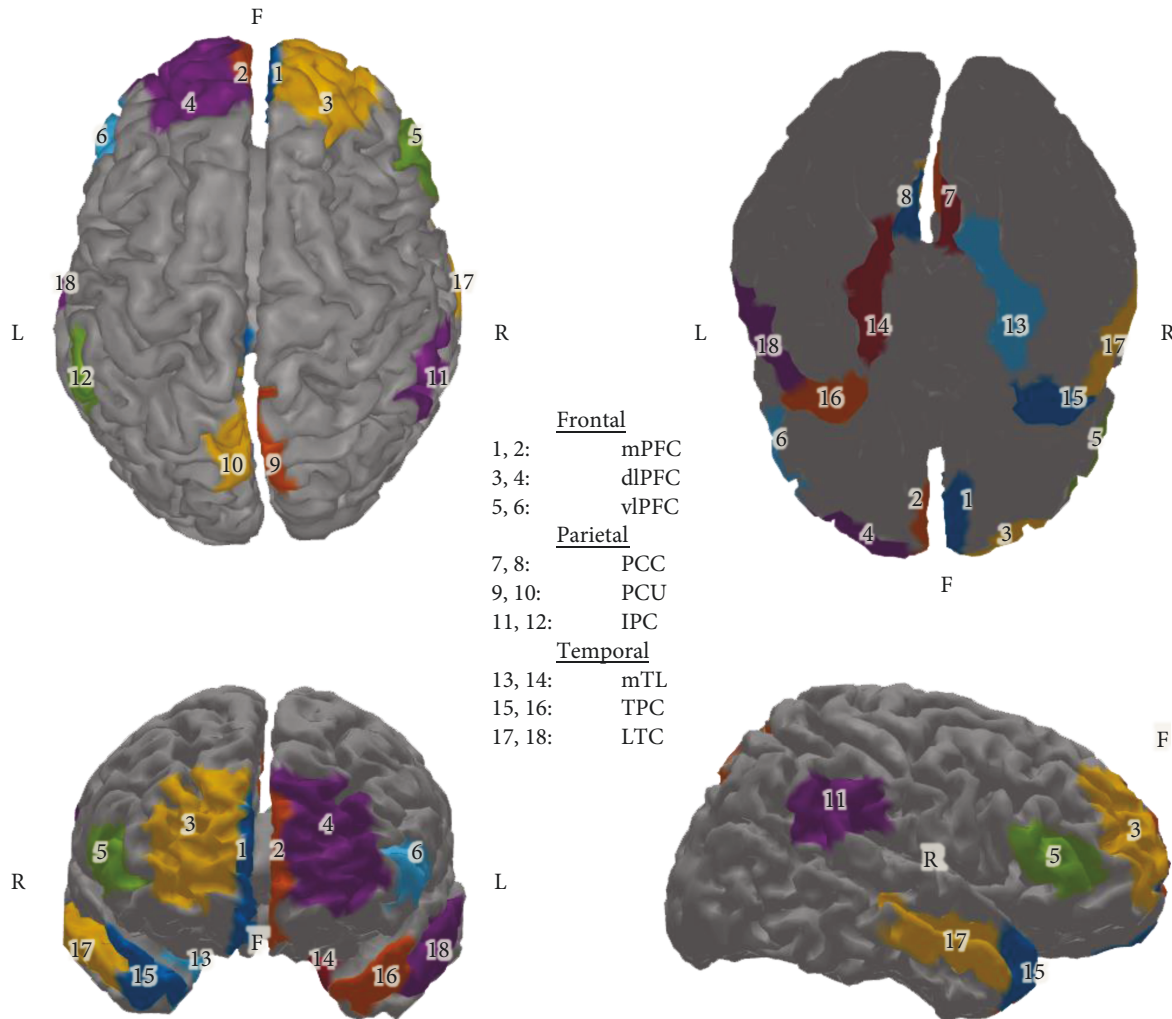 F
2 1
4 3
6 5
18 17
L R
12 11
10 9
8 7
14 13
L R
18 17
16 15
6 5
2 1
4 3
F
Frontal
1, 2: mPFC
3, 4: dlPFC
5, 6: vlPFC
Parietal
7, 8: PCC
9, 10: PCU
11, 12: IPC
Temporal
13, 14: mTL
15, 16: TPC
17, 18: LTC
3 4
5 1 2 6
R L
F
17 13 14 18
15 16
F
11 3
R 5
17
15